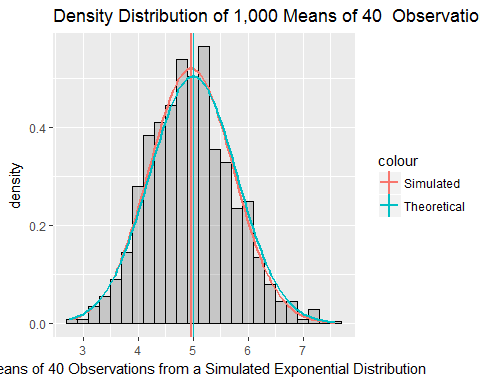 Density Distribution of 1,000 Means of 40 Observatio
density
0.4
0.2
0.0
3
4
5
6
7
colour
Simulated
Theoretical
eans of 40 Observations from a Simulated Exponential Distribution